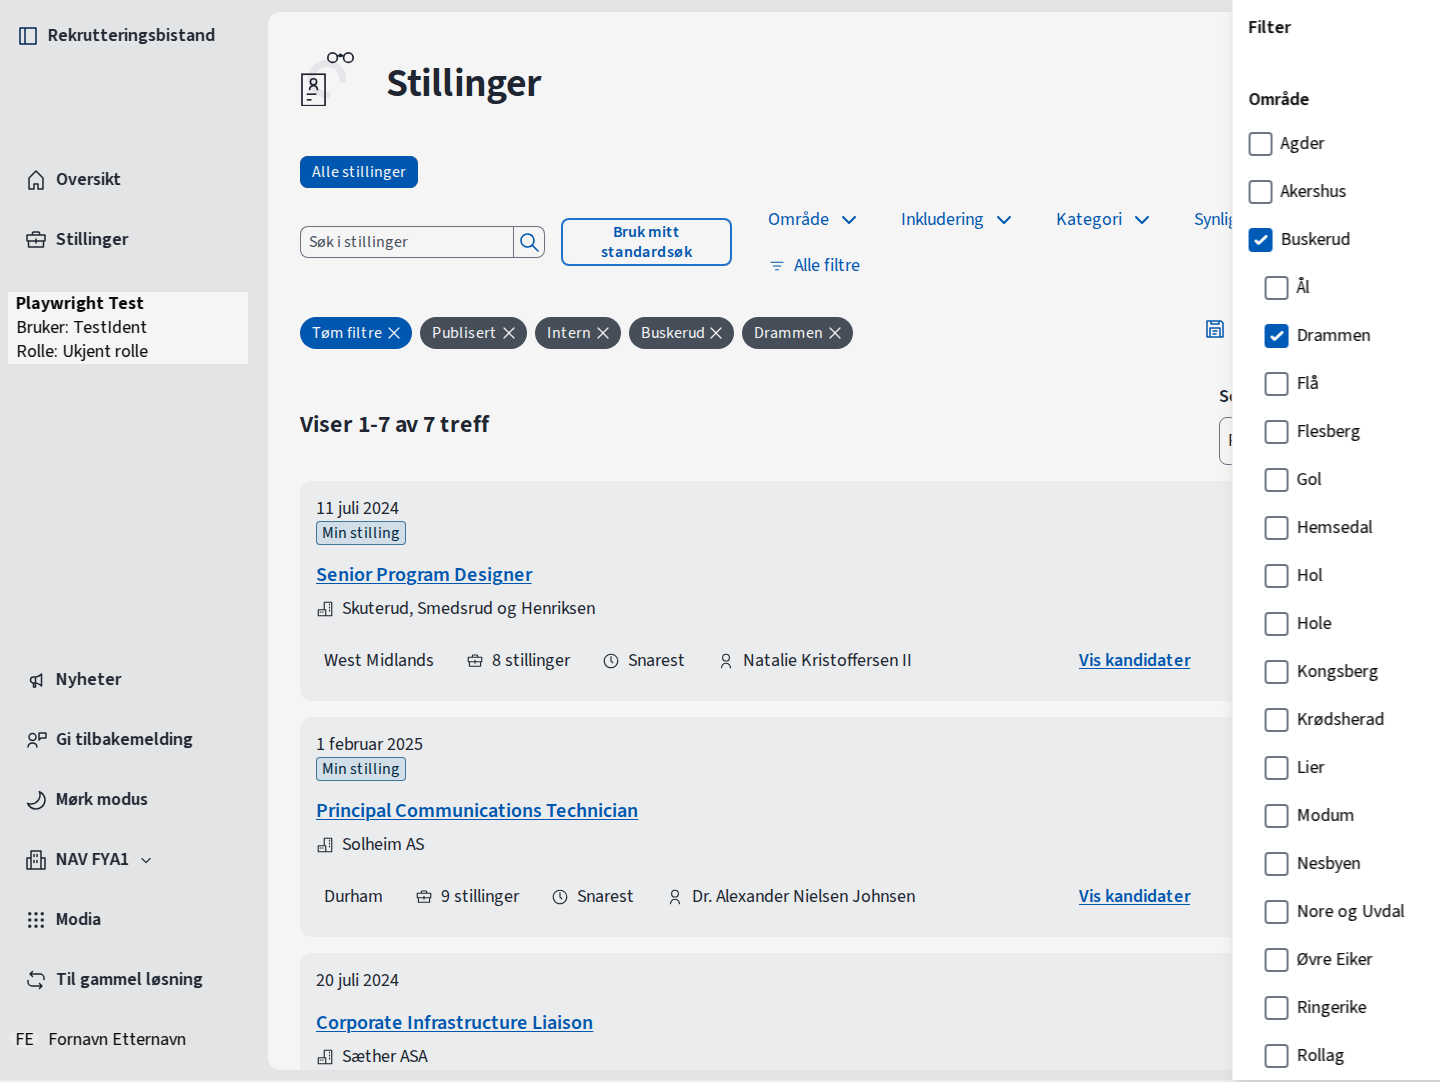 Rekrutteringsbistand
Oversikt
Stillinger
Playwright Test
Bruker: TestIdent
Rolle: Ukjent rolle
Nyheter
Gi tilbakemelding
Mørk modus
NAV FYA1
Modia
Til gammel løsning
FE Fornavn Etternavn
Stillinger
Alle stillinger
Søk i stillinger
Bruk mitt
standardsøk
Område
Inkludering
Kategori
Alle filtre
Tøm filtre
Publisert
Intern
Buskerud
Drammen
Viser 1-7 av 7 treff
11 juli 2024
Min stilling
Senior Program Designer
Skuterud, Smedsrud og Henriksen
West Midlands 8 stillinger Snarest Natalie Kristoffersen II Vis kandidater
1 februar 2025
Min stilling
Principal Communications Technician
Solheim AS
Durham 9 stillinger Snarest Dr. Alexander Nielsen Johnsen Vis kandidater
20 juli 2024
Corporate Infrastructure Liaison
Sæther ASA
Filter
Område
Agder
Akershus
Buskerud
Ål
Drammen
Flå
Flesberg
Gol
Hemsedal
Hol
Hole
Kongsberg
Krødsherad
Lier
Modum
Nesbyen
Nore og Uvdal
Øvre Eiker
Ringerike
Rollag